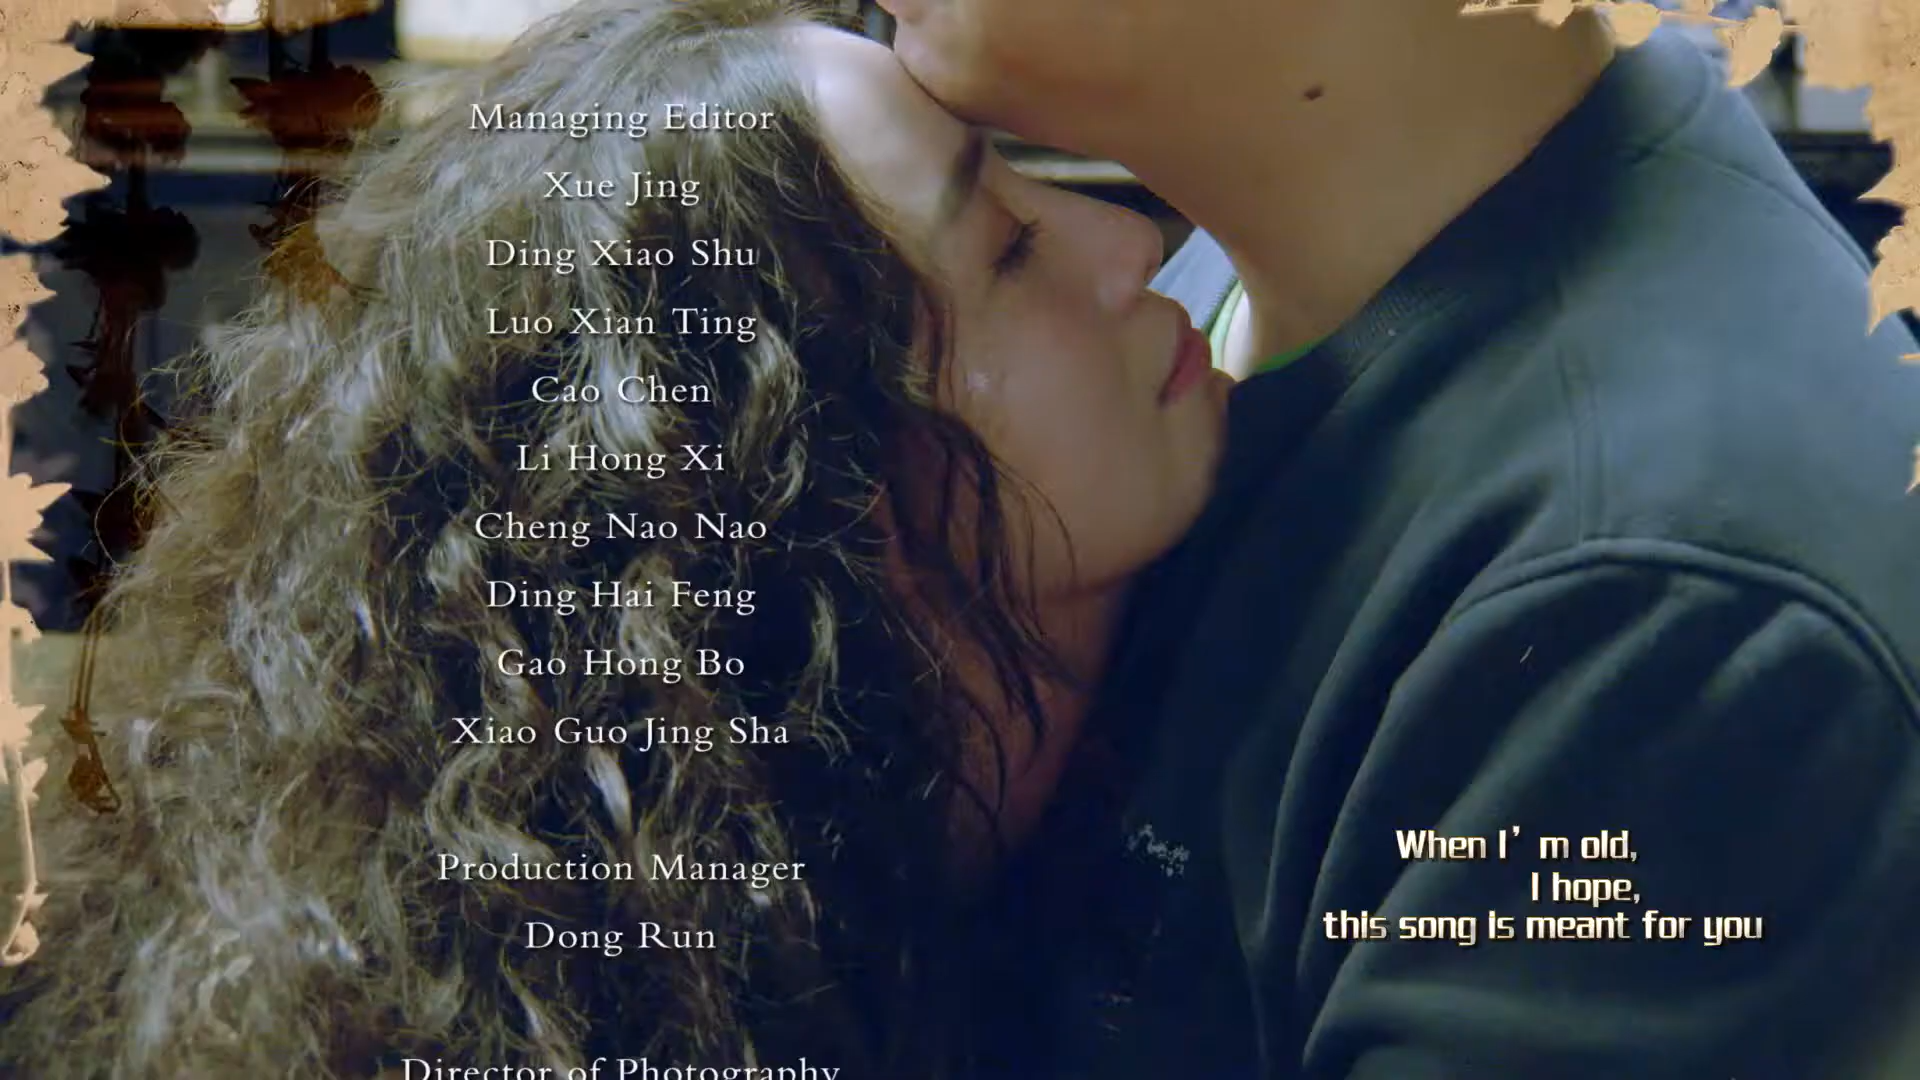 Managing Editor
Xue Jing
Ding Xiao Shu
Luo Xian Ting
Cao Chen
Li Hong Xi
Cheng Nao Nao
Ding Hai Feng
Gao Hong Bo
Xiao Guo Jing Sha
Production Manager
Dong Run
Director of Photography
When I’m old,
I hope,
this song is meant for you